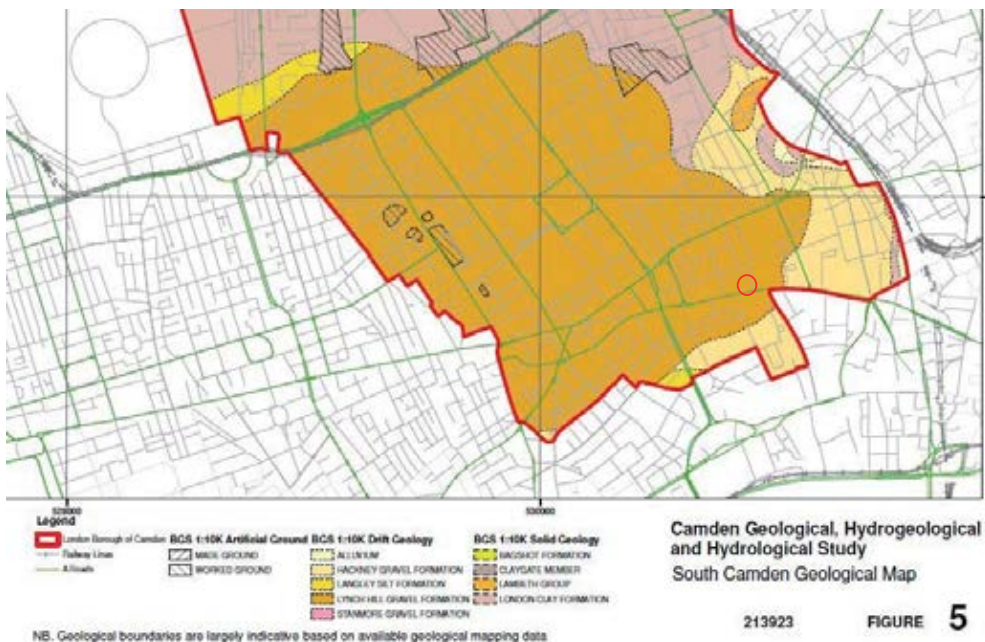 528000
530000
Legend
London Borough of Camden
Railway Lines
A Roads
BGS 1:10K Artificial Ground
MADE GROUND
WORKED GROUND
BGS 1:10K Drift Geology
ALLUVIUM
HACKNEY GRAVEL FORMATION
LANGLEY SILT FORMATION
LYNCH HILL GRAVEL FORMATION
STANMORE GRAVEL FORMATION
BGS 1:10K Solid Geology
BAGSHOT FORMATION
CLAYGATE MEMBER
LAMBETH GROUP
LONDON CLAY FORMATION
Camden Geological, Hydrogeological
and Hydrological Study
South Camden Geological Map
213923 FIGURE 5
NB. Geological boundaries are largely indicative based on available geological mapping data